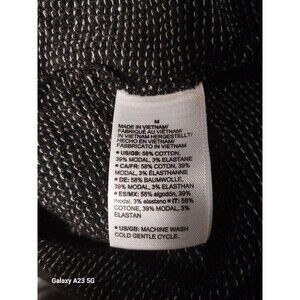 M
MADE IN VIETNAM/
FABRIQUÉ AU VIÊTNAM/
IN VIETNAM HERGESTELLT/
HECHO EN VIETNAM/
FABBRICATO IN VIETNAM
■ US/GB: 58% COTTON,
39% MODAL, 3% ELASTANE
■ CA/FR: 58% COTON,
39% MODAL, 3% ÉLASTHANNE
■ DE: 58% BAUMWOLLE,
39% MODAL, 3% ELASTHAN
■ ES/MX: 58% algodón, 39%
modal, 3% elastano ■ IT: 58%
COTONE, 39% MODAL, 3%
ELASTAN
■ US/GB: MACHINE WASH
COLD GENTLE CYCLE.
Galaxy A23 5G